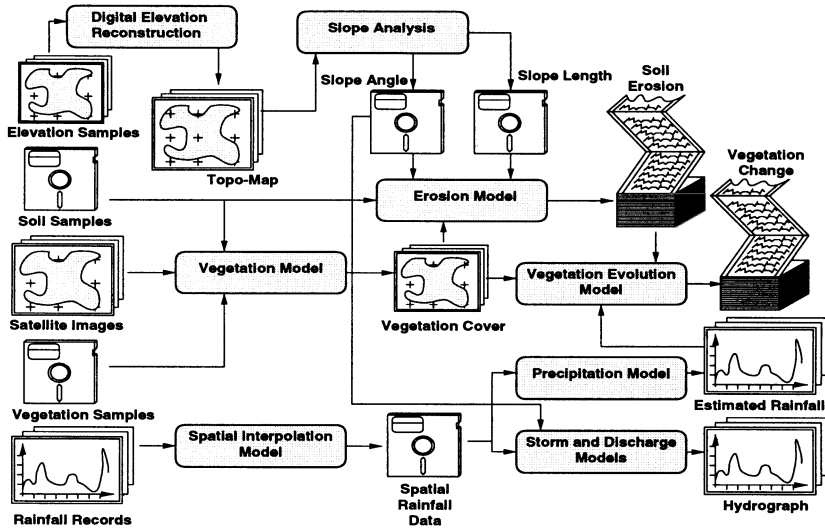 Digital Elevation
Reconstruction
Slope Analysis
Elevation Samples
Topo-Map
Slope Angle
Slope Length
Soil
Erosion
Soil Samples
Erosion Model
Vegetation
Change
Satellite Images
Vegetation Model
Vegetation Cover
Vegetation Evolution
Model
Vegetation Samples
Precipitation Model
Estimated Rainfall
Rainfall Records
Spatial Interpolation
Model
Spatial
Rainfall
Data
Storm and Discharge
Models
Hydrograph